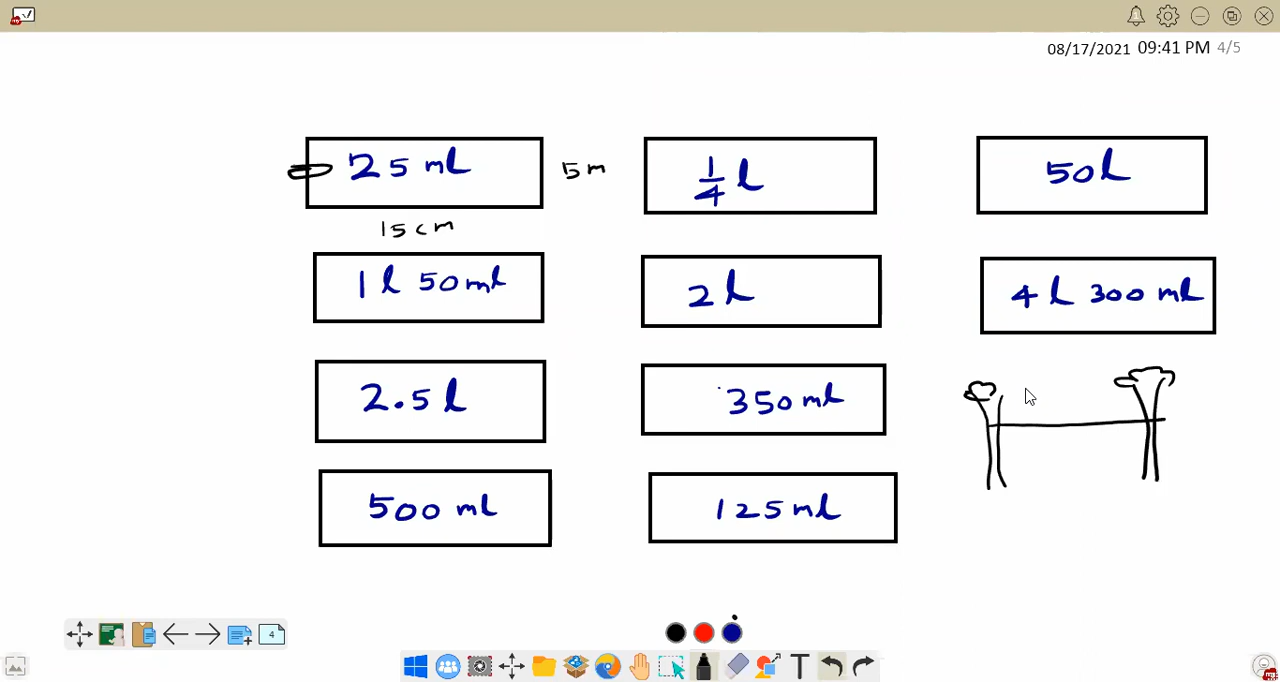 08/17/2021 09:41 PM 4/5
25 ml 5 m 1/4 l 50 l
15 cm
1 l 50 ml 2 l 4 l 300 ml
2.5 l 350 ml
500 ml 125 ml
4
T